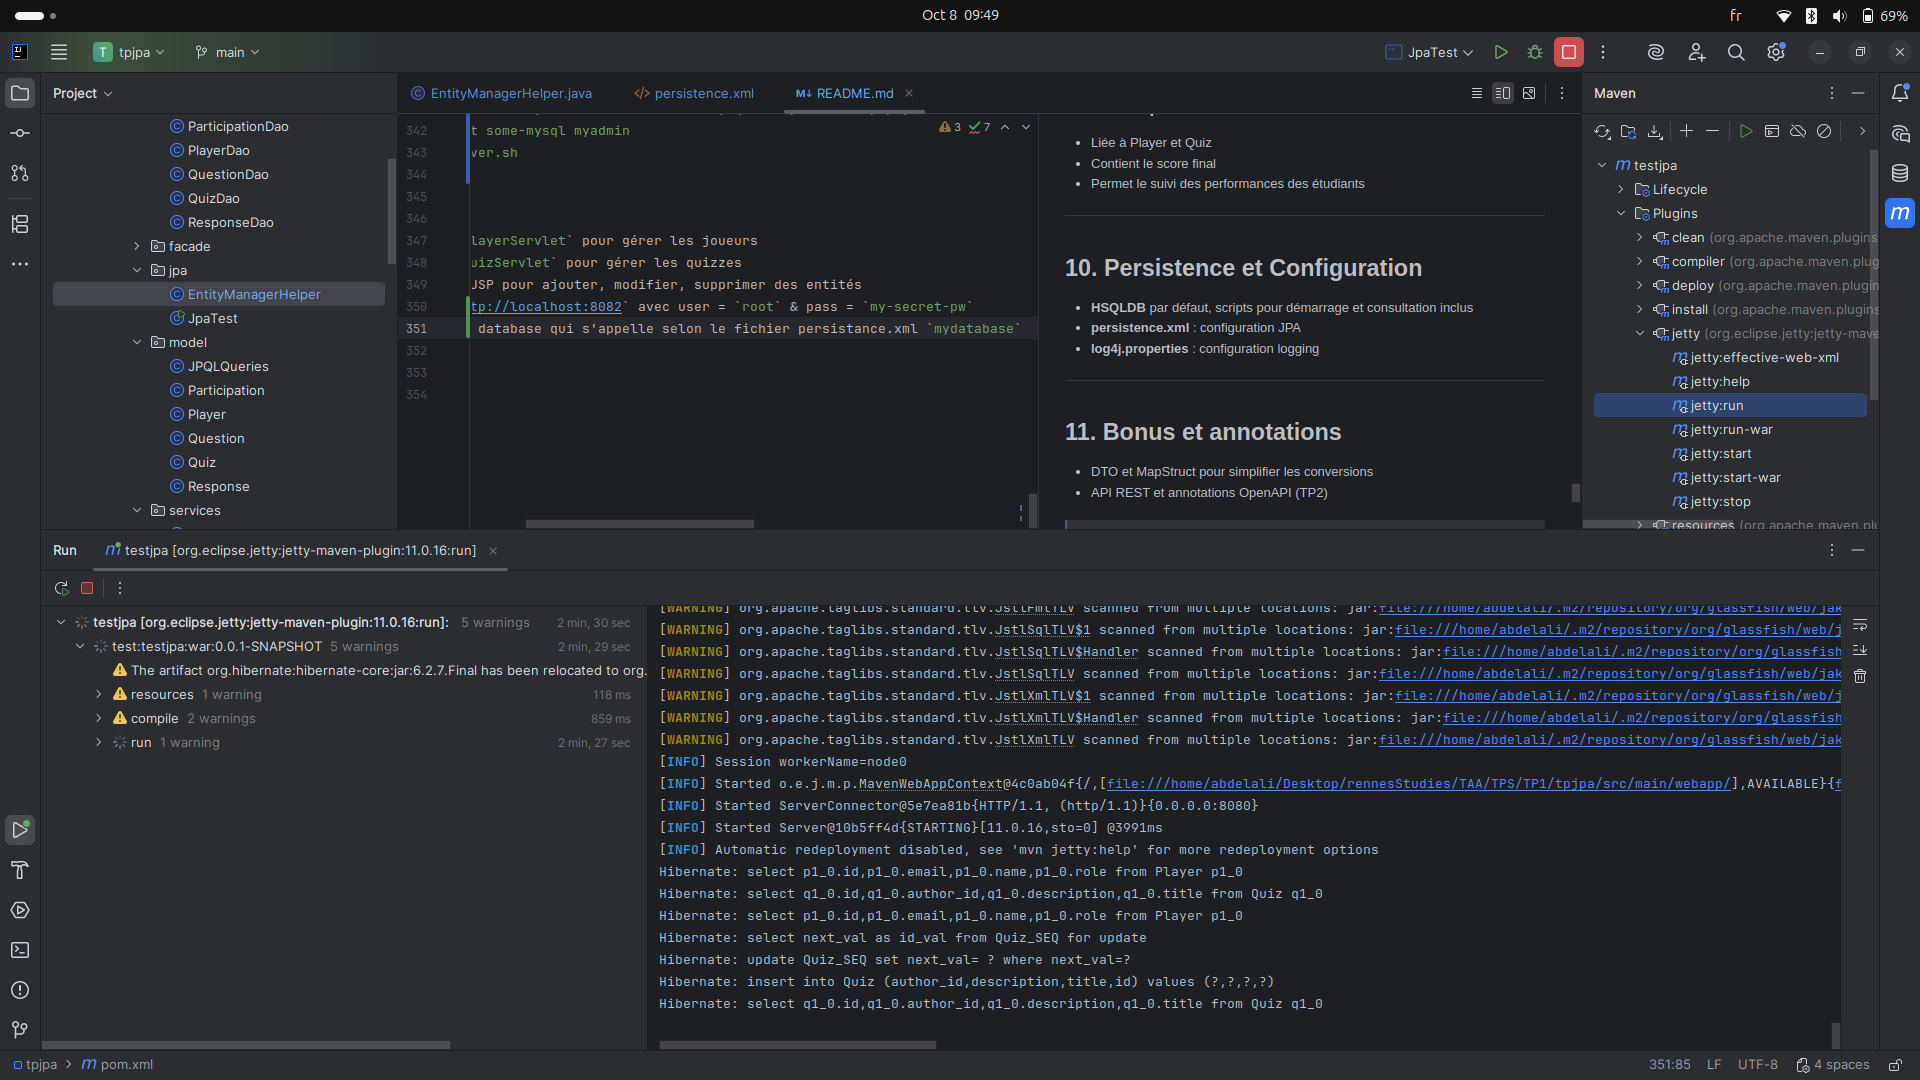 Oct 8 09:49
fr
69%
T tpjpa
main
JpaTest
Project
ParticipationDao
PlayerDao
QuestionDao
QuizDao
ResponseDao
facade
jpa
EntityManagerHelper
JpaTest
model
JPQLQueries
Participation
Player
Question
Quiz
Response
services
EntityManagerHelper.java
persistence.xml
README.md
3
7
342 t some-mysql myadmin
343 ver.sh
344
345
346
347 layerServlet` pour gérer les joueurs
348 uizServlet` pour gérer les quizzes
349 JSP pour ajouter, modifier, supprimer des entités
350 tp://localhost:8082` avec user = `root` & pass = `my-secret-pw`
351 database qui s'appelle selon le fichier persistance.xml `mydatabase`
352
353
354
• Liée à Player et Quiz
• Contient le score final
• Permet le suivi des performances des étudiants
10. Persistence et Configuration
• HSQLDB par défaut, scripts pour démarrage et consultation inclus
• persistence.xml : configuration JPA
• log4j.properties : configuration logging
11. Bonus et annotations
• DTO et MapStruct pour simplifier les conversions
• API REST et annotations OpenAPI (TP2)
Maven
testjpa
Lifecycle
Plugins
clean (org.apache.maven.plugins
compiler (org.apache.maven.plug
deploy (org.apache.maven.plugin
install (org.apache.maven.plugins
jetty (org.eclipse.jetty:jetty-mave
jetty:effective-web-xml
jetty:help
jetty:run
jetty:run-war
jetty:start
jetty:start-war
jetty:stop
resources (org.apache.maven.plu
Run
testjpa [org.eclipse.jetty:jetty-maven-plugin:11.0.16:run]
testjpa [org.eclipse.jetty:jetty-maven-plugin:11.0.16:run]: 5 warnings 2 min, 30 sec
test:testjpa:war:0.0.1-SNAPSHOT 5 warnings 2 min, 29 sec
The artifact org.hibernate:hibernate-core:jar:6.2.7.Final has been relocated to org.
resources 1 warning 118 ms
compile 2 warnings 859 ms
run 1 warning 2 min, 27 sec
[WARNING] org.apache.taglibs.standard.tlv.JstlFmtTLV scanned from multiple locations: jar:file:///home/abdelali/.m2/repository/org/glassfish/web/jak
[WARNING] org.apache.taglibs.standard.tlv.JstlSqlTLV$1 scanned from multiple locations: jar:file:///home/abdelali/.m2/repository/org/glassfish/web/j
[WARNING] org.apache.taglibs.standard.tlv.JstlSqlTLV$Handler scanned from multiple locations: jar:file:///home/abdelali/.m2/repository/org/glassfish
[WARNING] org.apache.taglibs.standard.tlv.JstlSqlTLV scanned from multiple locations: jar:file:///home/abdelali/.m2/repository/org/glassfish/web/jak
[WARNING] org.apache.taglibs.standard.tlv.JstlXmlTLV$1 scanned from multiple locations: jar:file:///home/abdelali/.m2/repository/org/glassfish/web/j
[WARNING] org.apache.taglibs.standard.tlv.JstlXmlTLV$Handler scanned from multiple locations: jar:file:///home/abdelali/.m2/repository/org/glassfish
[WARNING] org.apache.taglibs.standard.tlv.JstlXmlTLV scanned from multiple locations: jar:file:///home/abdelali/.m2/repository/org/glassfish/web/jak
[INFO] Session workerName=node0
[INFO] Started o.e.j.m.p.MavenWebAppContext@4c0ab04f{/,[file:///home/abdelali/Desktop/rennesStudies/TAA/TPS/TP1/tpjpa/src/main/webapp/],AVAILABLE}{f
[INFO] Started ServerConnector@5e7ea81b{HTTP/1.1, (http/1.1)}{0.0.0.0:8080}
[INFO] Started Server@10b5ff4d{STARTING}[11.0.16,sto=0] @3991ms
[INFO] Automatic redeployment disabled, see 'mvn jetty:help' for more redeployment options
Hibernate: select p1_0.id,p1_0.email,p1_0.name,p1_0.role from Player p1_0
Hibernate: select q1_0.id,q1_0.author_id,q1_0.description,q1_0.title from Quiz q1_0
Hibernate: select p1_0.id,p1_0.email,p1_0.name,p1_0.role from Player p1_0
Hibernate: select next_val as id_val from Quiz_SEQ for update
Hibernate: update Quiz_SEQ set next_val= ? where next_val=?
Hibernate: insert into Quiz (author_id,description,title,id) values (?,?,?,?)
Hibernate: select q1_0.id,q1_0.author_id,q1_0.description,q1_0.title from Quiz q1_0
tpjpa > pom.xml
351:85 LF UTF-8 4 spaces